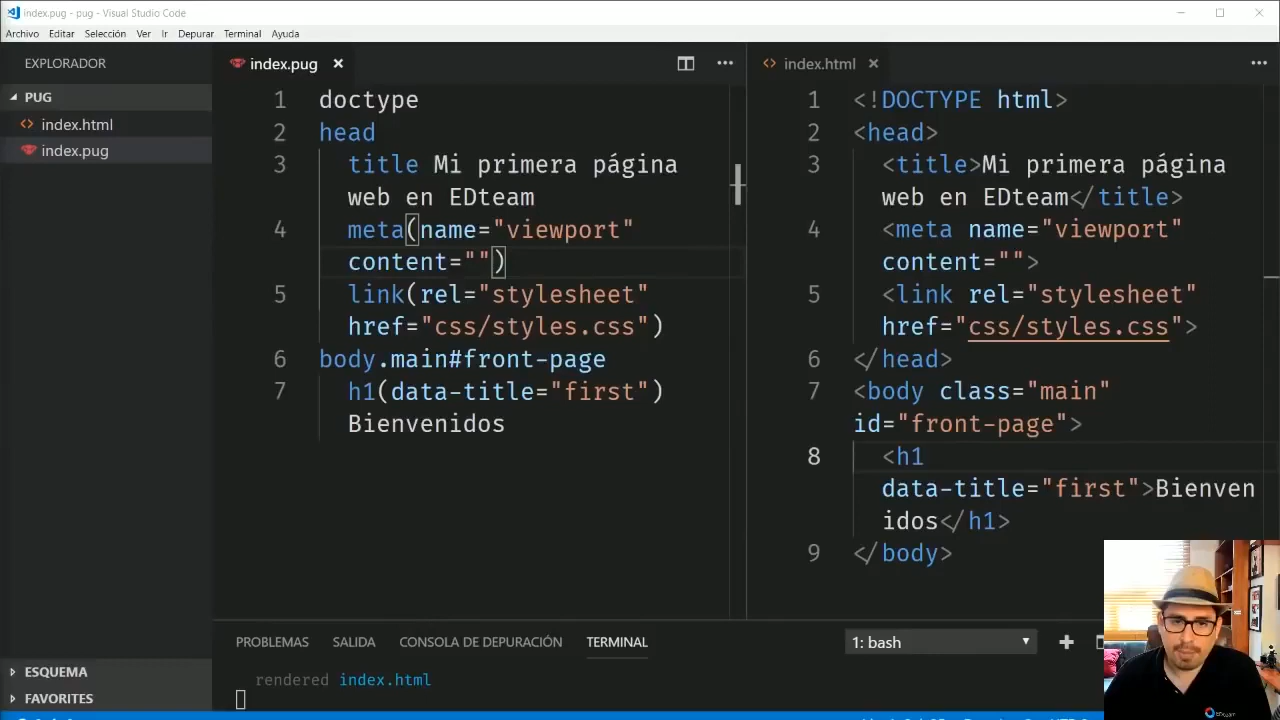 index.pug - pug - Visual Studio Code
Archivo Editar Selección Ver Ir Depurar Terminal Ayuda
EXPLORADOR
PUG
index.html
index.pug
ESQUEMA
FAVORITES
index.pug
1 doctype
2 head
3 title Mi primera página
web en EDteam
4 meta(name="viewport"
content="")
5 link(rel="stylesheet"
href="css/styles.css")
6 body.main#front-page
7 h1(data-title="first")
Bienvenidos
index.html
1 <!DOCTYPE html>
2 <head>
3 <title>Mi primera página
web en EDteam</title>
4 <meta name="viewport"
content="">
5 <link rel="stylesheet"
href="css/styles.css">
6 </head>
7 <body class="main"
id="front-page">
8 <h1
data-title="first">Bienven
idos</h1>
9 </body>
PROBLEMAS SALIDA CONSOLA DE DEPURACIÓN TERMINAL 1: bash
rendered index.html